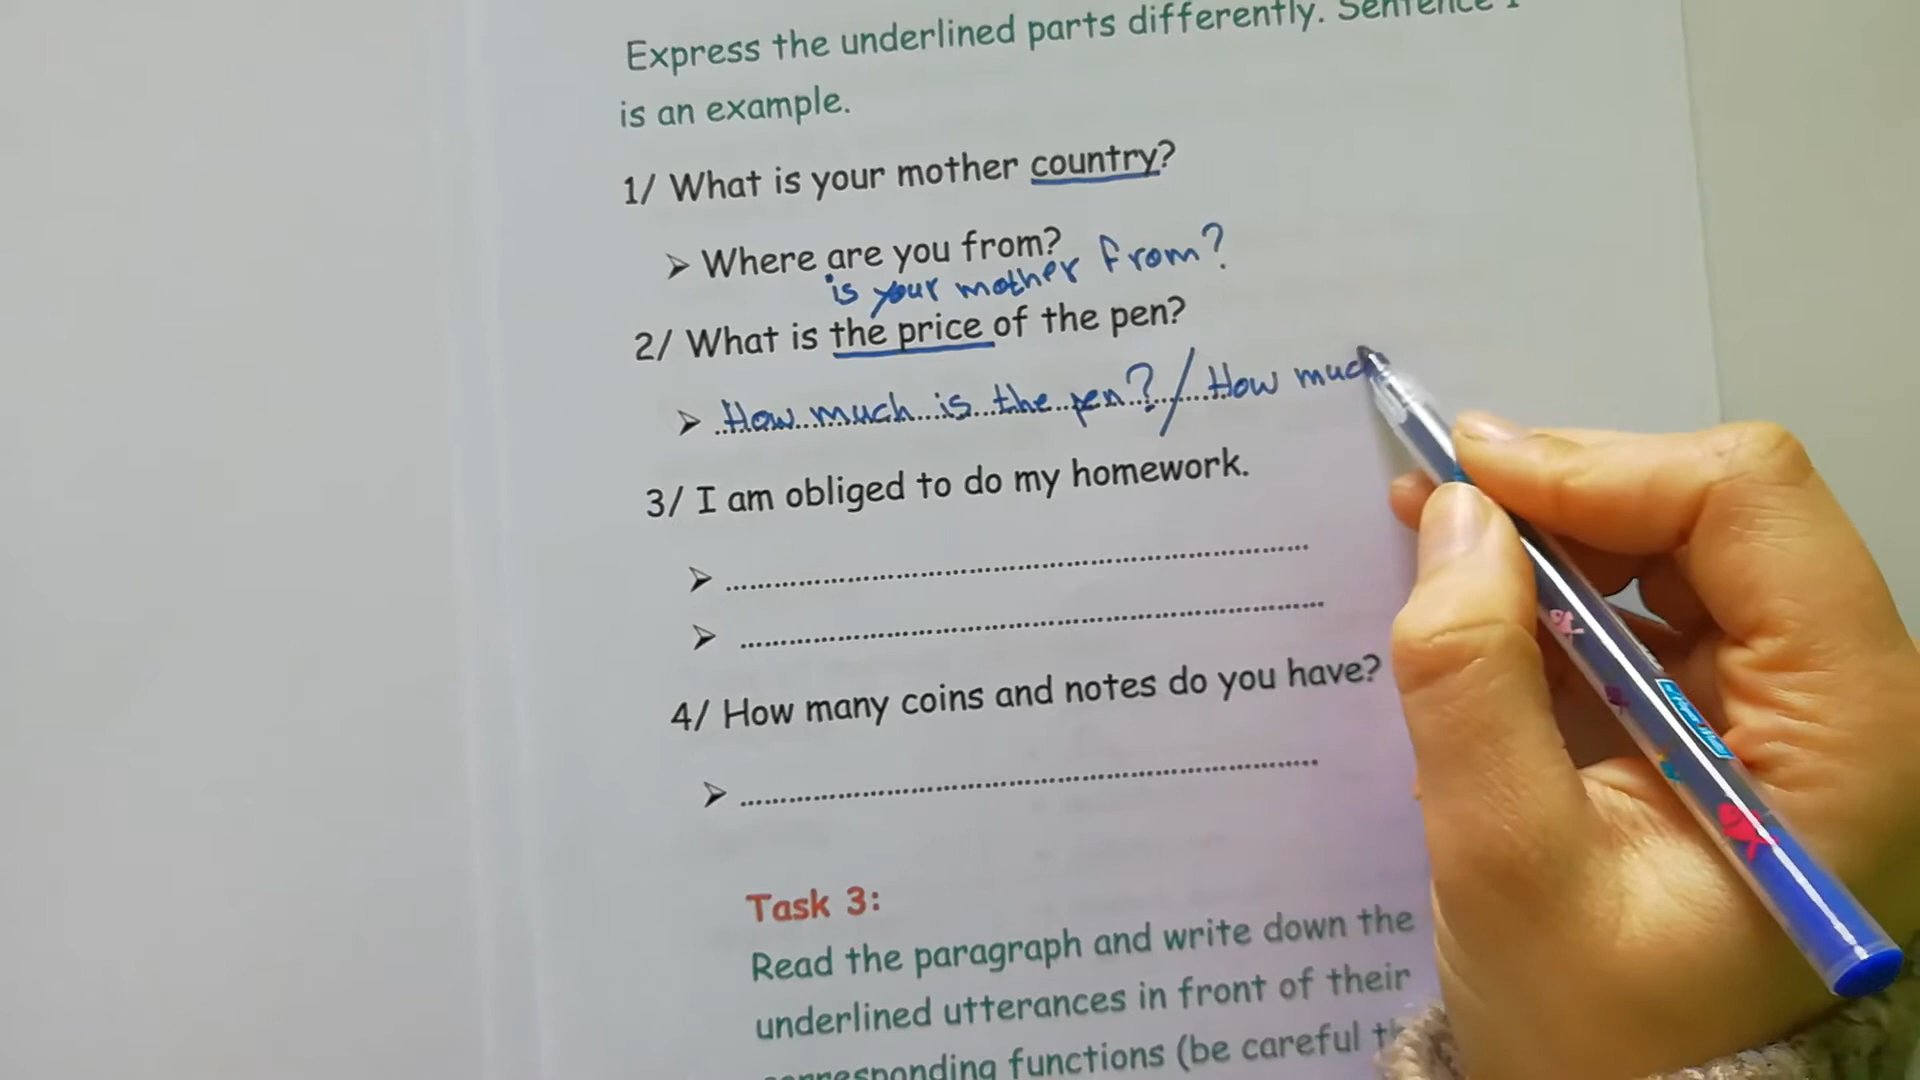 Express the underlined parts differently. Sentence 1
is an example.
1/ What is your mother country?
➤ Where are you from? from?
is your mother
2/ What is the price of the pen?
➤ How much is the pen? / How much
3/ I am obliged to do my homework.
➤ ..........................................................
➤ ..........................................................
4/ How many coins and notes do you have?
➤ ..........................................................
Task 3:
Read the paragraph and write down the
underlined utterances in front of their
corresponding functions (be careful